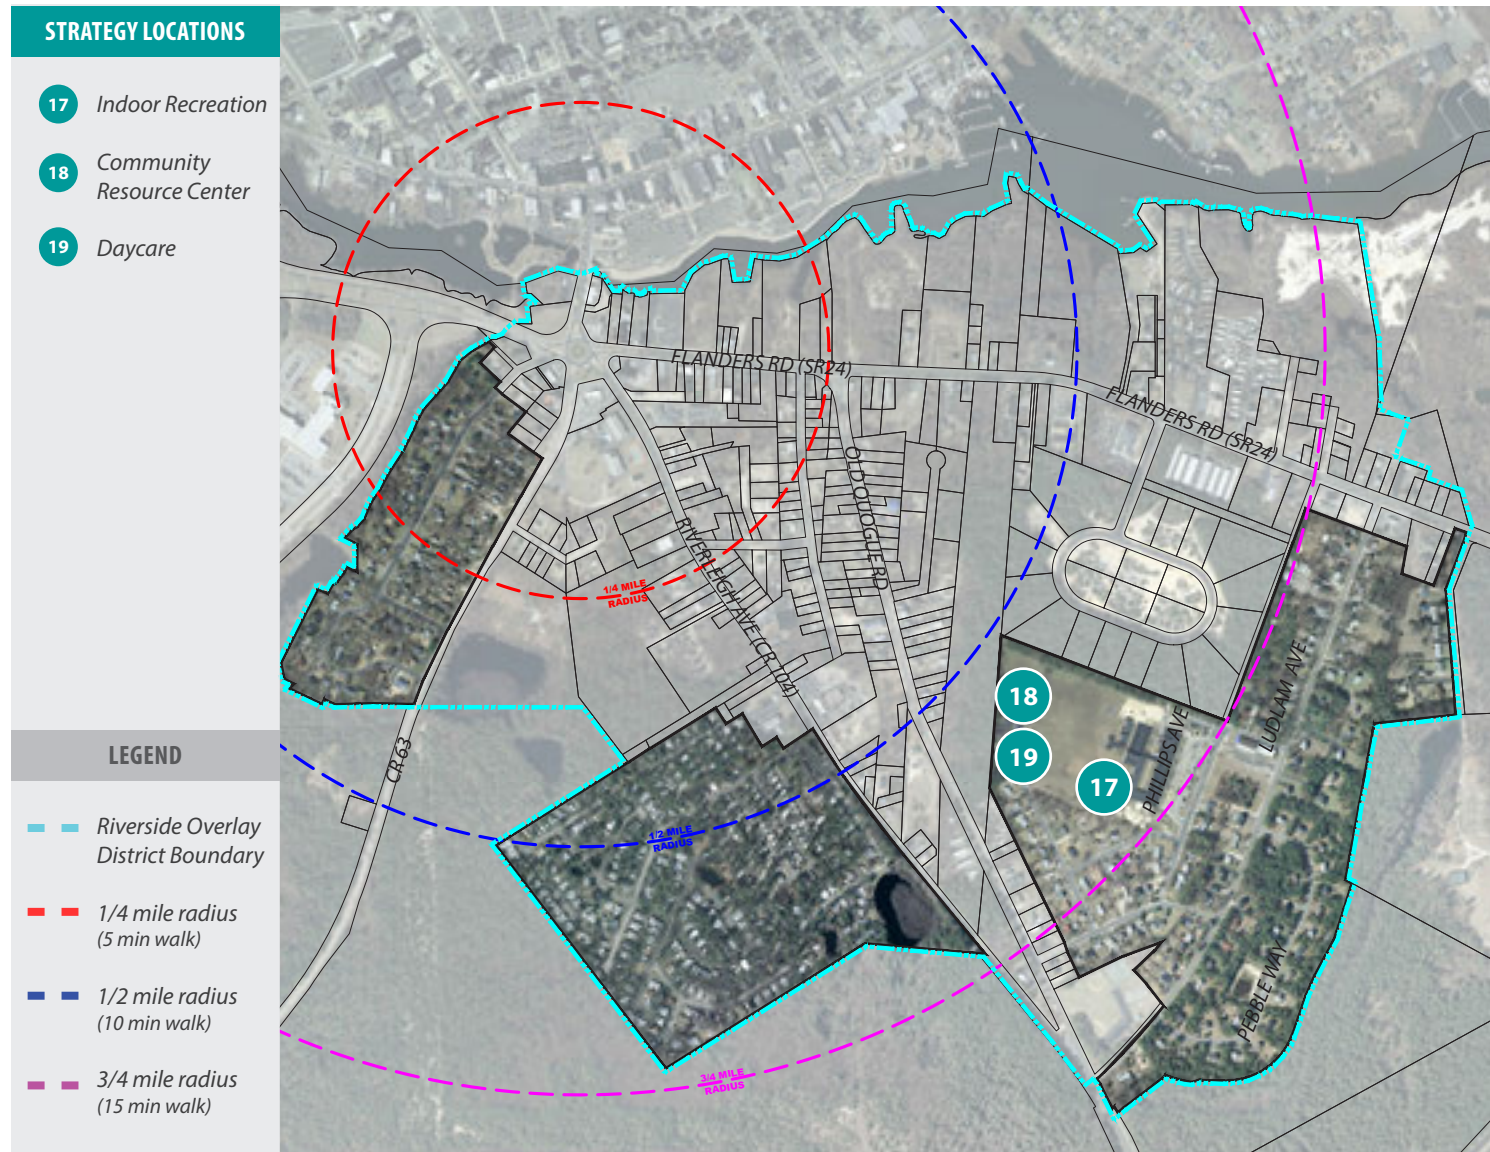 STRATEGY LOCATIONS
17 Indoor Recreation
18 Community
Resource Center
19 Daycare
LEGEND
Riverside Overlay
District Boundary
1/4 mile radius
(5 min walk)
1/2 mile radius
(10 min walk)
3/4 mile radius
(15 min walk)
FLANDERS RD (SR24)
FLANDERS RD (SR24)
OLD QUOGUE RD
RIVERLEIGH AVE (CR 104)
1/4 MILE
RADIUS
LUDLAM AVE
18
19
17
PHILLIPS AVE
CR 63
1/2 MILE
RADIUS
PEBBLE WAY
3/4 MILE
RADIUS